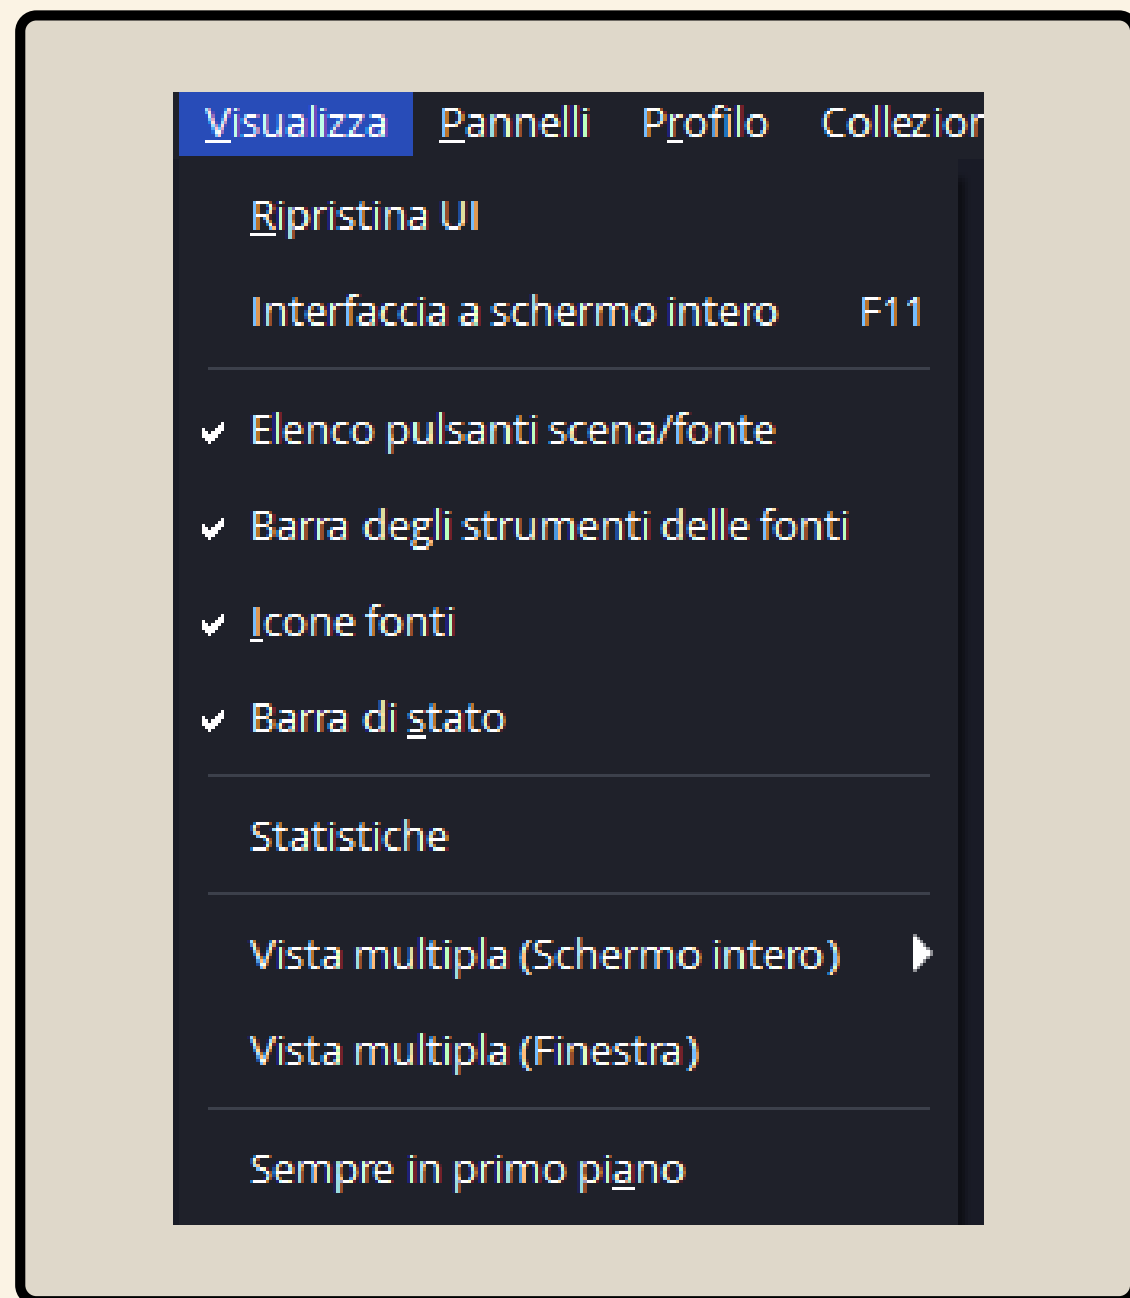 Visualizza Pannelli Profilo Collezion
Ripristina UI
Interfaccia a schermo intero F11
Elenco pulsanti scena/fonte
Barra degli strumenti delle fonti
Icone fonti
Barra di stato
Statistiche
Vista multipla (Schermo intero)
Vista multipla (Finestra)
Sempre in primo piano